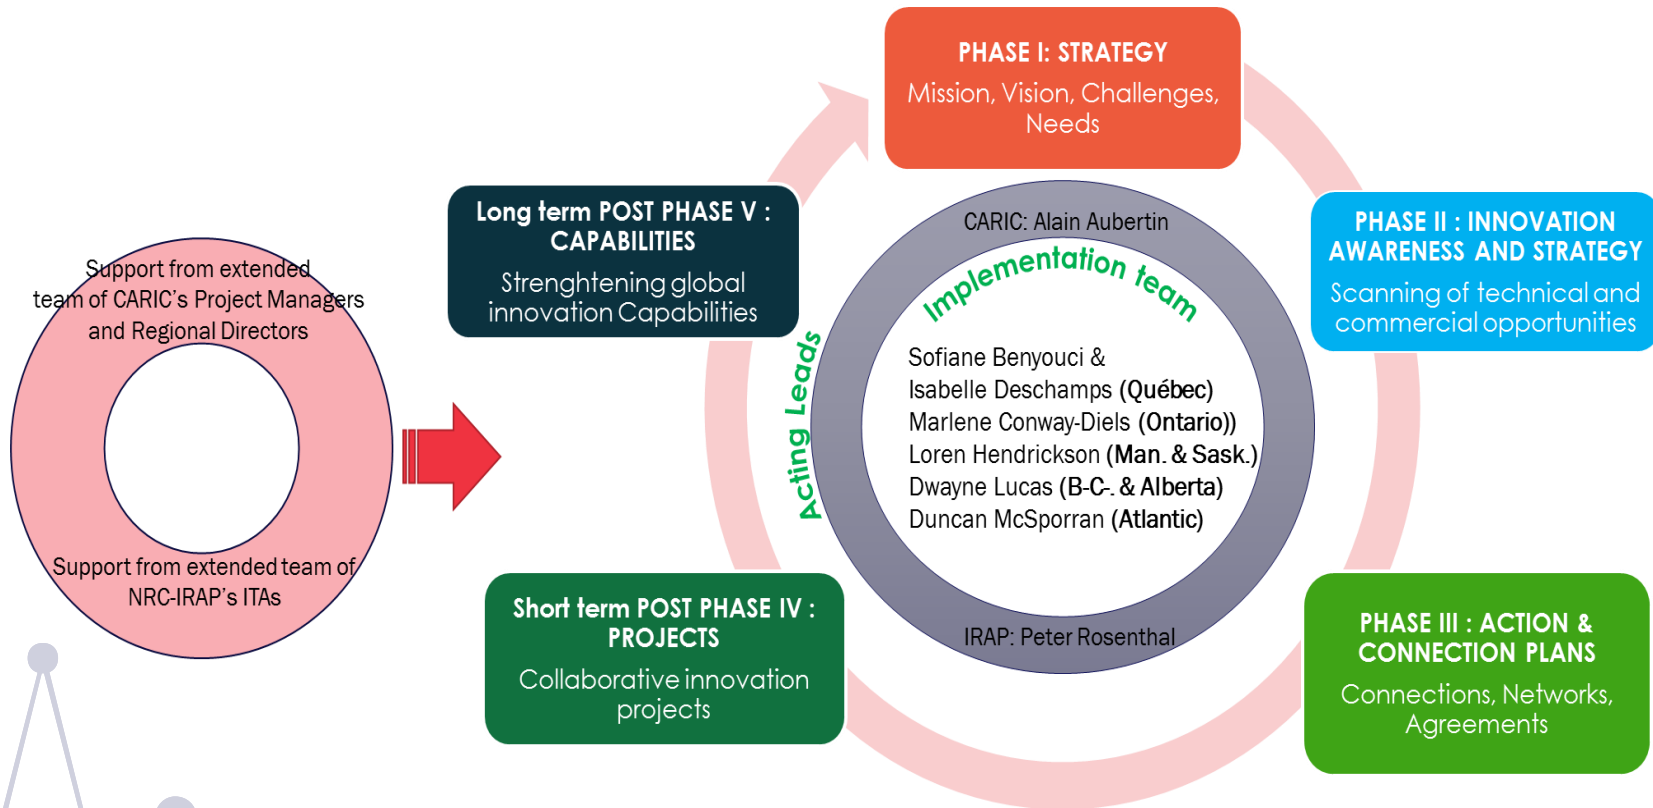 PHASE I: STRATEGY
Mission, Vision, Challenges,
Needs
Long term POST PHASE V :
CAPABILITIES
Strenghtening global
innovation Capabilities
PHASE II : INNOVATION
AWARENESS AND STRATEGY
Scanning of technical and
commercial opportunities
CARIC: Alain Aubertin
Implementation team
Acting Leads
Sofiane Benyouci &
Isabelle Deschamps (Québec)
Marlene Conway-Diels (Ontario))
Loren Hendrickson (Man. & Sask.)
Dwayne Lucas (B-C-. & Alberta)
Duncan McSporran (Atlantic)
IRAP: Peter Rosenthal
Support from extended
team of CARIC's Project Managers
and Regional Directors
Support from extended team of
NRC-IRAP's ITAs
Short term POST PHASE IV :
PROJECTS
Collaborative innovation
projects
PHASE III : ACTION &
CONNECTION PLANS
Connections, Networks,
Agreements